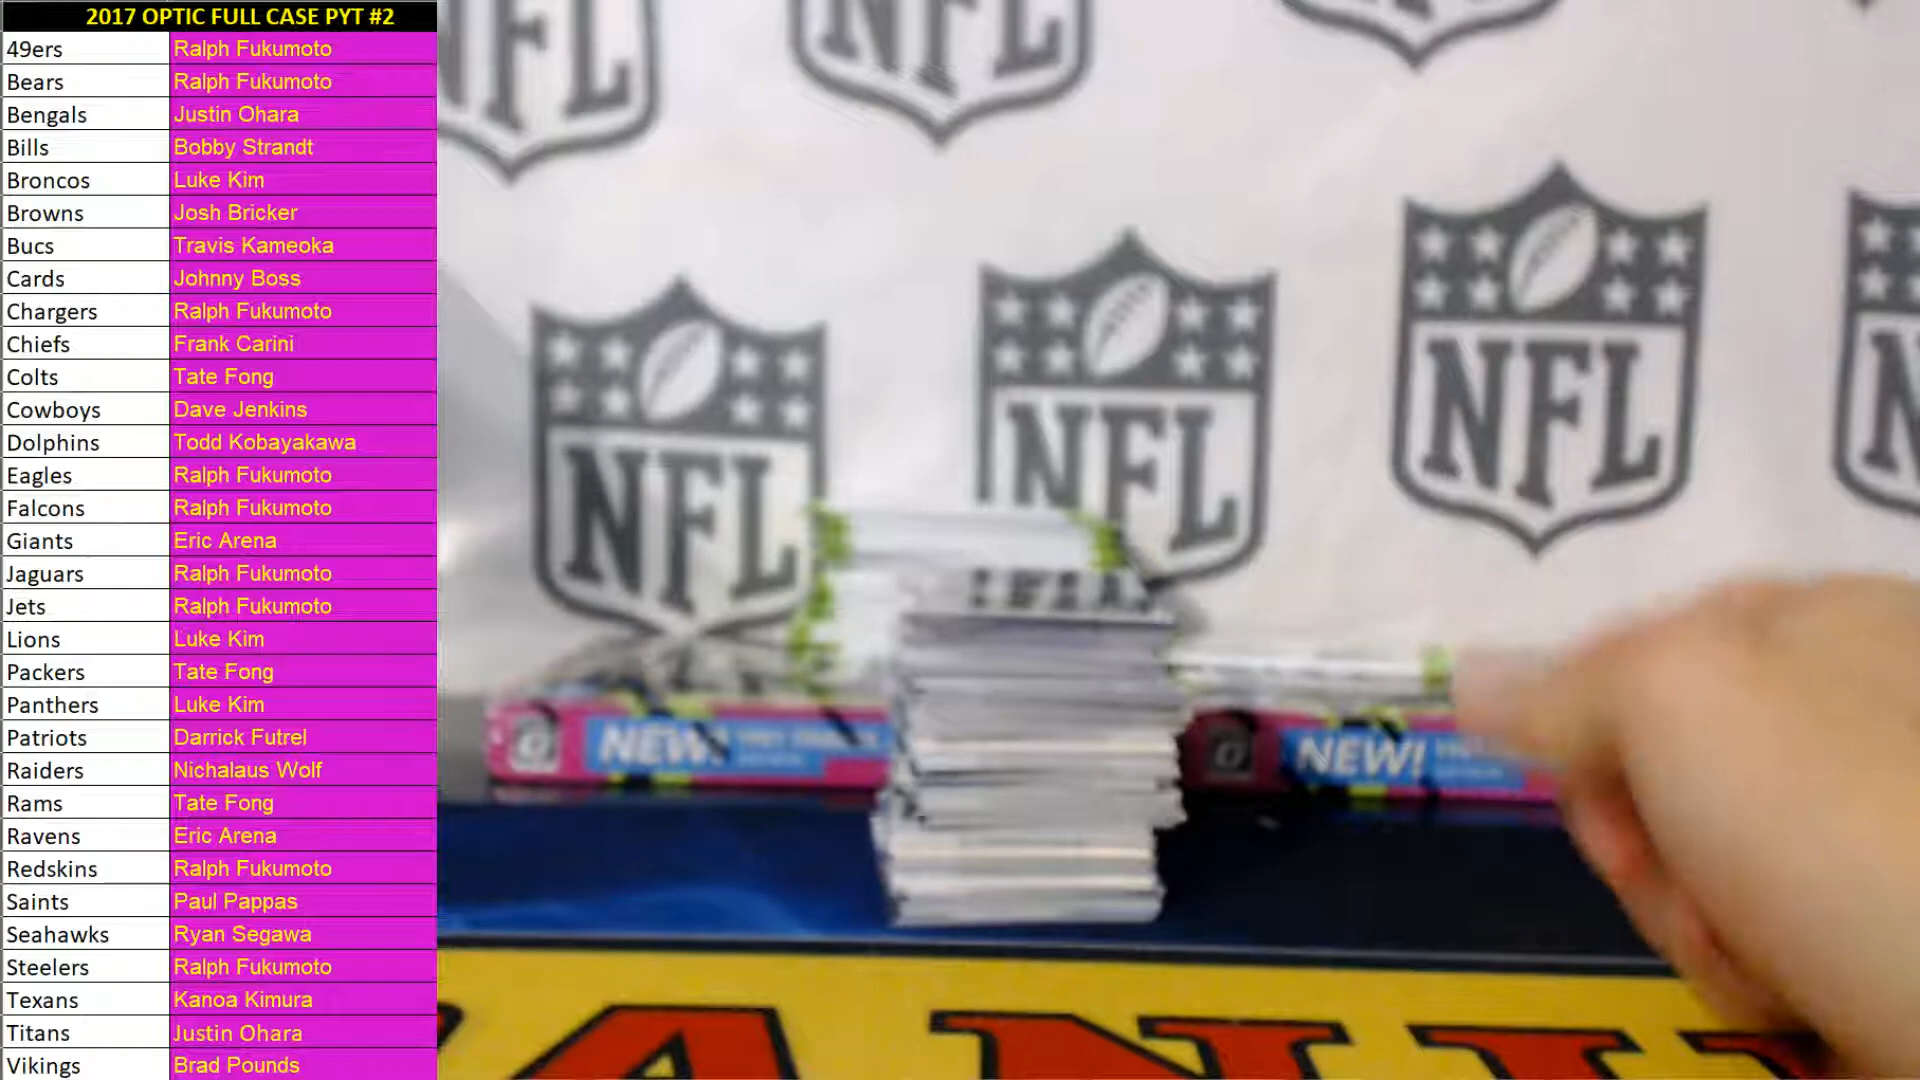 2017 OPTIC FULL CASE PYT #2
49ers Ralph Fukumoto
Bears Ralph Fukumoto
Bengals Justin Ohara
Bills Bobby Strandt
Broncos Luke Kim
Browns Josh Bricker
Bucs Travis Kameoka
Cards Johnny Boss
Chargers Ralph Fukumoto
Chiefs Frank Carini
Colts Tate Fong
Cowboys Dave Jenkins
Dolphins Todd Kobayakawa
Eagles Ralph Fukumoto
Falcons Ralph Fukumoto
Giants Eric Arena
Jaguars Ralph Fukumoto
Jets Ralph Fukumoto
Lions Luke Kim
Packers Tate Fong
Panthers Luke Kim
Patriots Darrick Futrel
Raiders Nichalaus Wolf
Rams Tate Fong
Ravens Eric Arena
Redskins Ralph Fukumoto
Saints Paul Pappas
Seahawks Ryan Segawa
Steelers Ralph Fukumoto
Texans Kanoa Kimura
Titans Justin Ohara
Vikings Brad Pounds
NFL
NFL
NFL
NFL
NFL
NEW!
NEW!